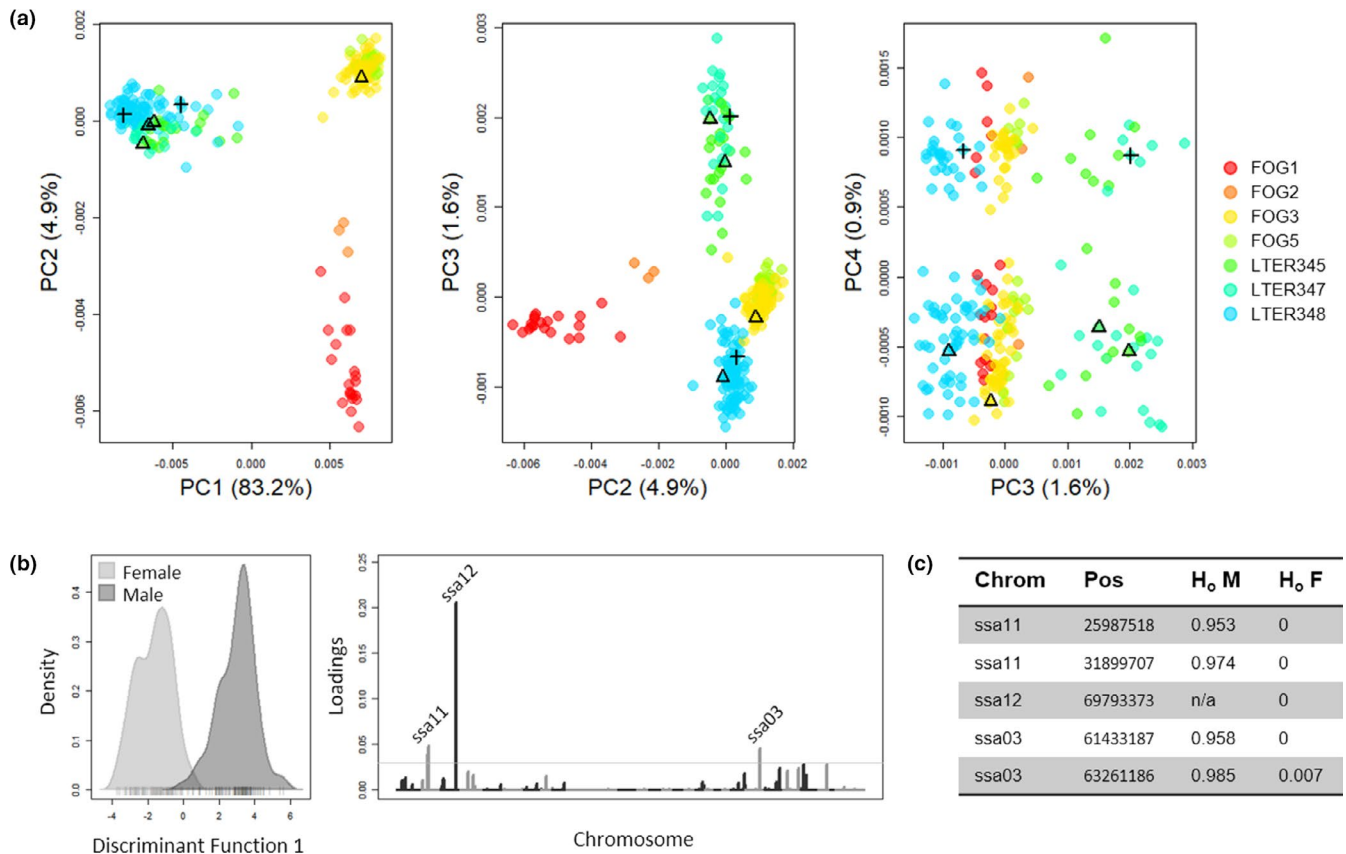 (a)
0.002
0.000
-0.002
-0.004
-0.006
PC2 (4.9%)
-0.005
0.000
0.005
PC1 (83.2%)
0.003
0.002
0.001
0.000
-0.001
PC3 (1.6%)
-0.006
-0.004
-0.002
0.000
0.002
PC2 (4.9%)
0.0015
0.00010
0.00005
0.0000
-0.00005
-0.00010
PC4 (0.9%)
-0.001
0.000
0.001
0.002
0.003
PC3 (1.6%)
FOG1
FOG2
FOG3
FOG5
LTER345
LTER347
LTER348
(b)
Female
Male
0.5
0.4
0.3
0.2
0.1
0.0
Density
-4
-2
0
2
4
6
Discriminant Function 1
0.25
0.20
0.15
0.10
0.05
0.00
Loadings
ssa11
ssa12
ssa03
Chromosome
(c)
Chrom Pos Ho M Ho F
ssa11 25987518 0.953 0
ssa11 31899707 0.974 0
ssa12 69793373 n/a 0
ssa03 61433187 0.958 0
ssa03 63261186 0.985 0.007